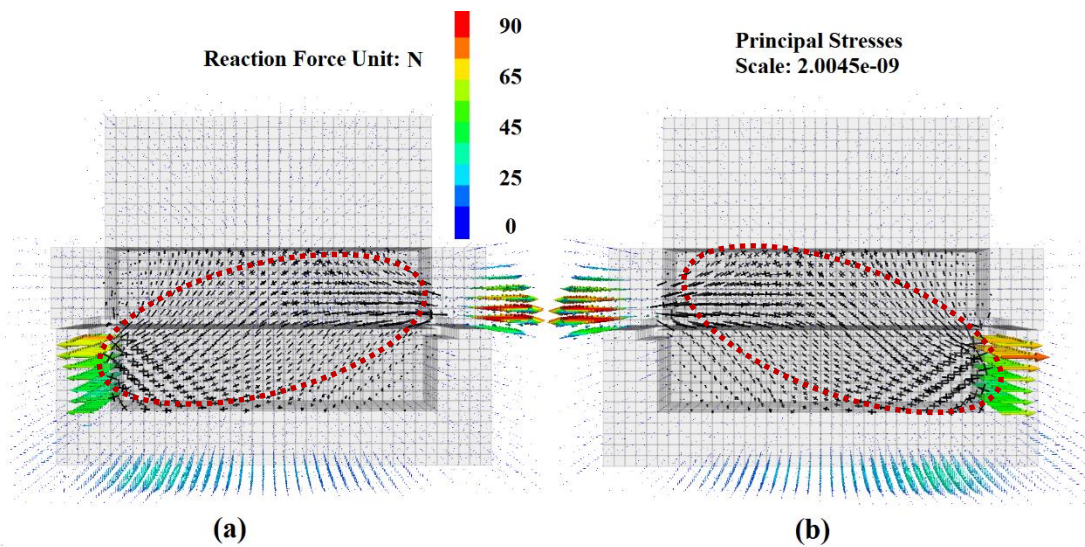 Reaction Force Unit: N
90
65
45
25
0
Principal Stresses
Scale: 2.0045e-09
(a)
(b)